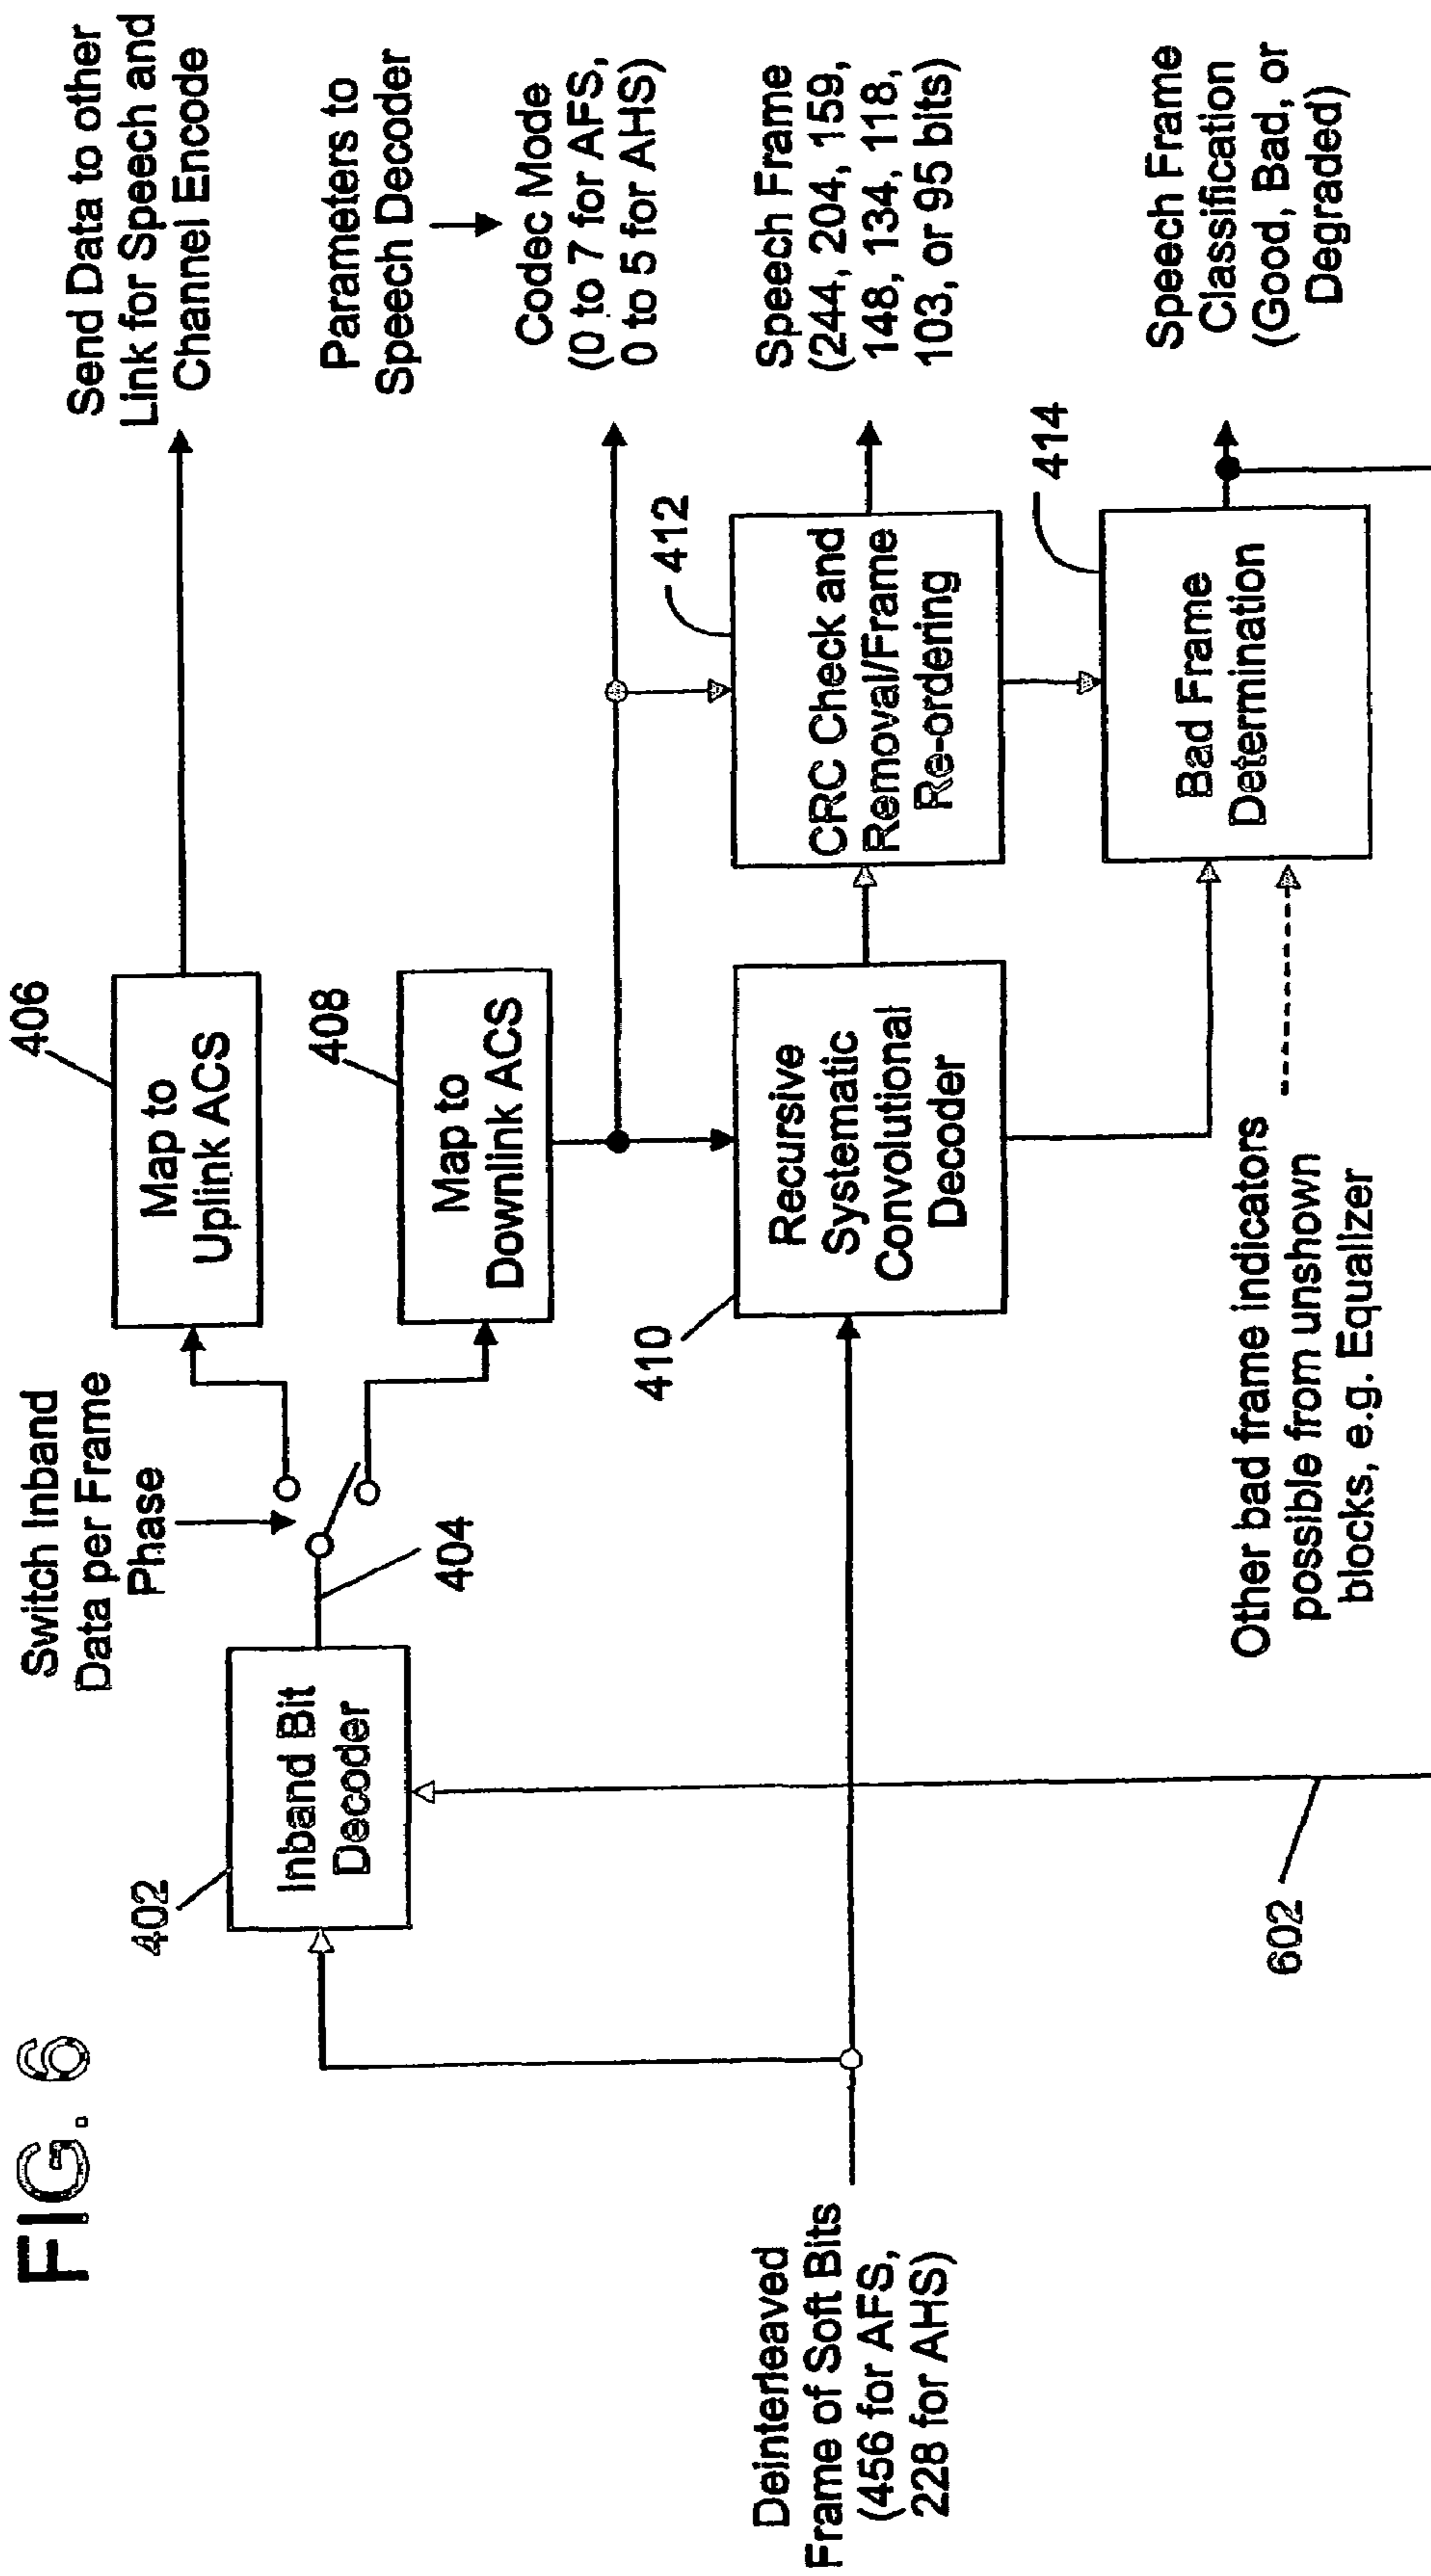 FIG. 6
Switch Inband
Data per Frame
Phase
406
Map to
Uplink ACS
Send Data to other
Link for Speech and
Channel Encode
402
Inband Bit
Decoder
404
408
Map to
Downlink ACS
Parameters to
Speech Decoder
Codec Mode
(0 to 7 for AFS,
0 to 5 for AHS)
Deinterleaved
Frame of Soft Bits
(456 for AFS,
228 for AHS)
410
Recursive
Systematic
Convolutional
Decoder
412
CRC Check and
Removal/Frame
Re-ordering
Speech Frame
(244, 204, 159,
148, 134, 118,
103, or 95 bits)
602
Other bad frame indicators
possible from unshown
blocks, e.g. Equalizer
414
Bad Frame
Determination
Speech Frame
Classification
(Good, Bad, or
Degraded)